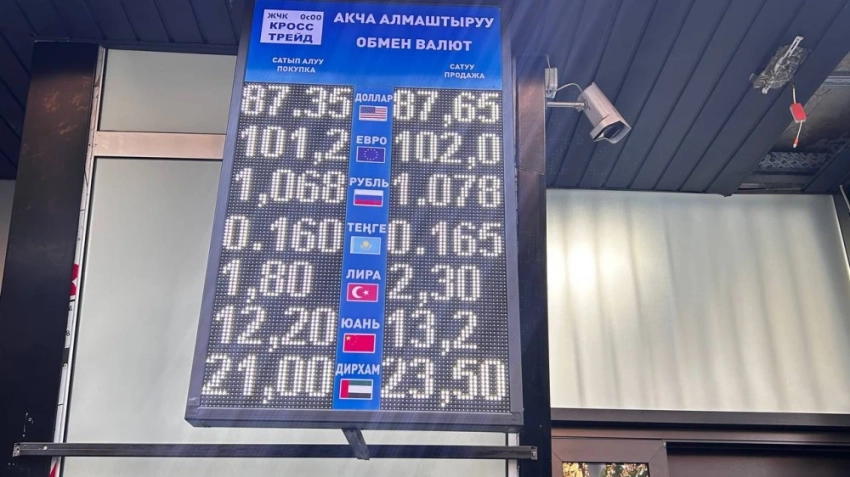 ЖЧК ОсОО
КРОСС
ТРЕЙД
АКЧА АЛМАШТЫРУУ
ОБМЕН ВАЛЮТ
САТЫП АЛУУ
ПОКУПКА
САТУУ
ПРОДАЖА
87.35 ДОЛЛАР 87,65
101,2 ЕВРО 102,0
1,068 РУБЛЬ 1.078
0.160 ТЕҢГЕ 0.165
1,80 ЛИРА 2,30
12,20 ЮАНЬ 13,2
21,00 ДИРХАМ 23,50